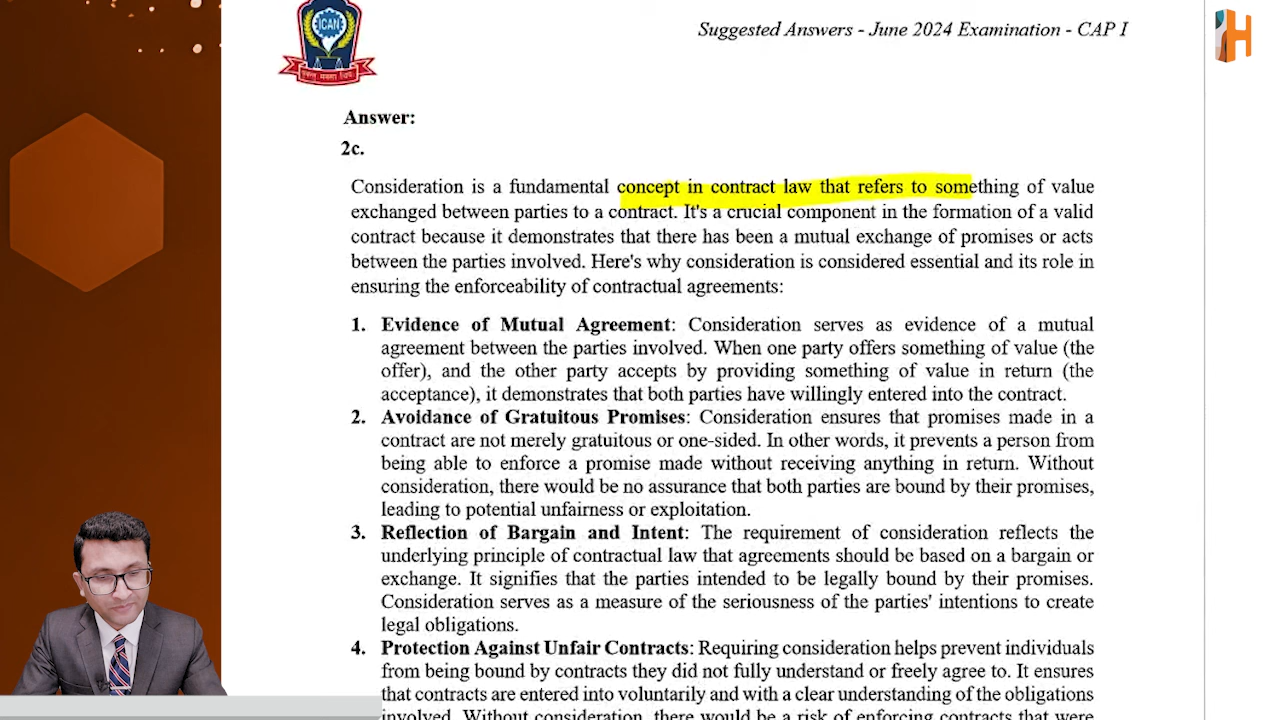 ICAN
Suggested Answers - June 2024 Examination - CAP I
H
Answer:
2c.
Consideration is a fundamental concept in contract law that refers to something of value
exchanged between parties to a contract. It's a crucial component in the formation of a valid
contract because it demonstrates that there has been a mutual exchange of promises or acts
between the parties involved. Here's why consideration is considered essential and its role in
ensuring the enforceability of contractual agreements:
1. Evidence of Mutual Agreement: Consideration serves as evidence of a mutual
agreement between the parties involved. When one party offers something of value (the
offer), and the other party accepts by providing something of value in return (the
acceptance), it demonstrates that both parties have willingly entered into the contract.
2. Avoidance of Gratuitous Promises: Consideration ensures that promises made in a
contract are not merely gratuitous or one-sided. In other words, it prevents a person from
being able to enforce a promise made without receiving anything in return. Without
consideration, there would be no assurance that both parties are bound by their promises,
leading to potential unfairness or exploitation.
3. Reflection of Bargain and Intent: The requirement of consideration reflects the
underlying principle of contractual law that agreements should be based on a bargain or
exchange. It signifies that the parties intended to be legally bound by their promises.
Consideration serves as a measure of the seriousness of the parties' intentions to create
legal obligations.
4. Protection Against Unfair Contracts: Requiring consideration helps prevent individuals
from being bound by contracts they did not fully understand or freely agree to. It ensures
that contracts are entered into voluntarily and with a clear understanding of the obligations
involved. Without consideration, there would be a risk of enforcing contracts that were